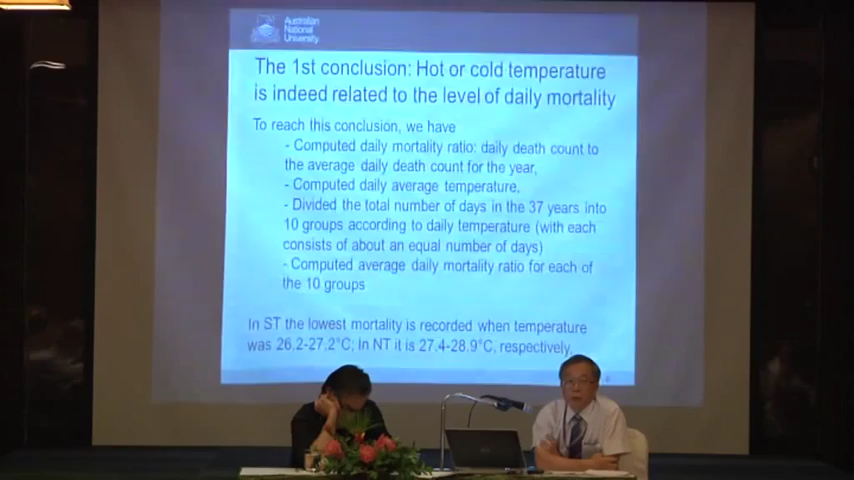 Australian
National
University
The 1st conclusion: Hot or cold temperature
is indeed related to the level of daily mortality
To reach this conclusion, we have
- Computed daily mortality ratio: daily death count to
the average daily death count for the year,
- Computed daily average temperature,
- Divided the total number of days in the 37 years into
10 groups according to daily temperature (with each
consists of about an equal number of days)
- Computed average daily mortality ratio for each of
the 10 groups
In ST the lowest mortality is recorded when temperature
was 26.2-27.2°C; In NT it is 27.4-28.9°C, respectively.